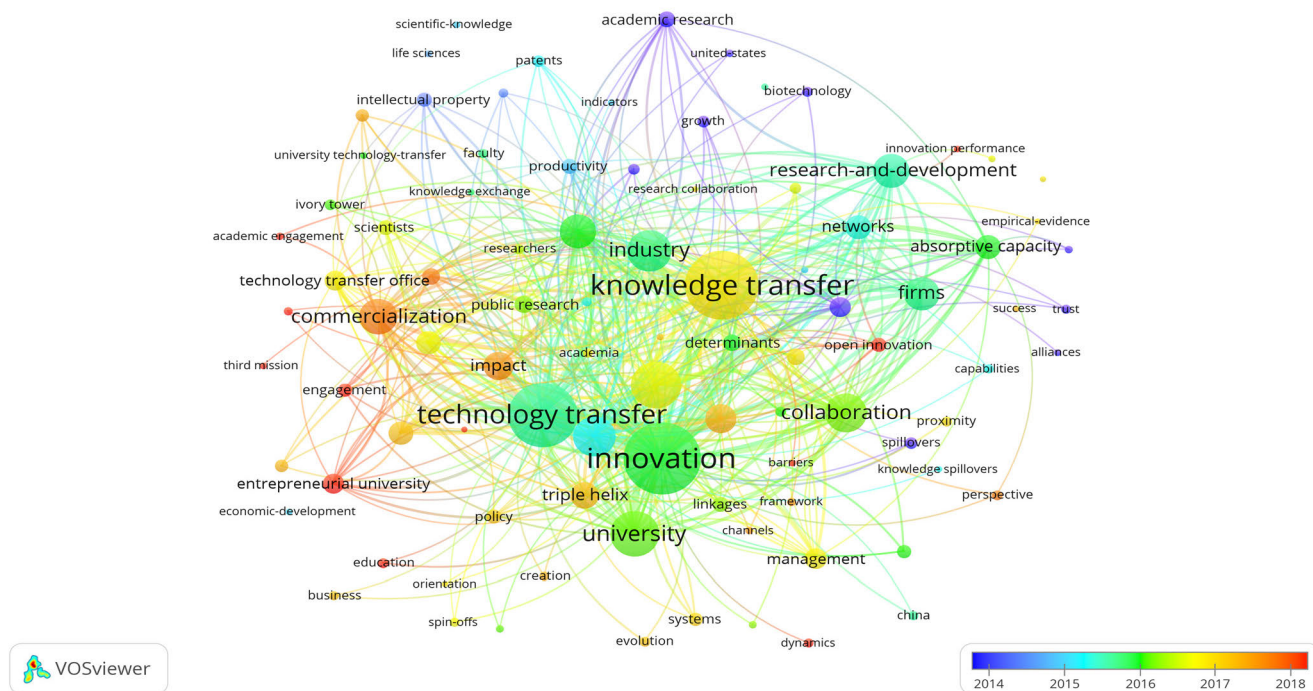 academic research
scientific-knowledge
life sciences
united-states
patents
biotechnology
intellectual property
indicators
growth
innovation performance
university technology-transfer
faculty
productivity
research-and-development
knowledge exchange
research collaboration
ivory tower
empirical-evidence
scientists
networks
academic engagement
researchers
industry
absorptive capacity
technology transfer office
knowledge transfer
firms
public research
success
trust
commercialization
determinants
open innovation
academia
alliances
third mission
impact
capabilities
engagement
technology transfer
collaboration
proximity
spillovers
innovation
barriers
knowledge spillovers
entrepreneurial university
triple helix
perspective
economic-development
policy
linkages
framework
university
channels
education
management
creation
orientation
business
spin-offs
systems
china
evolution
dynamics
VOSviewer
2014 2015 2016 2017 2018